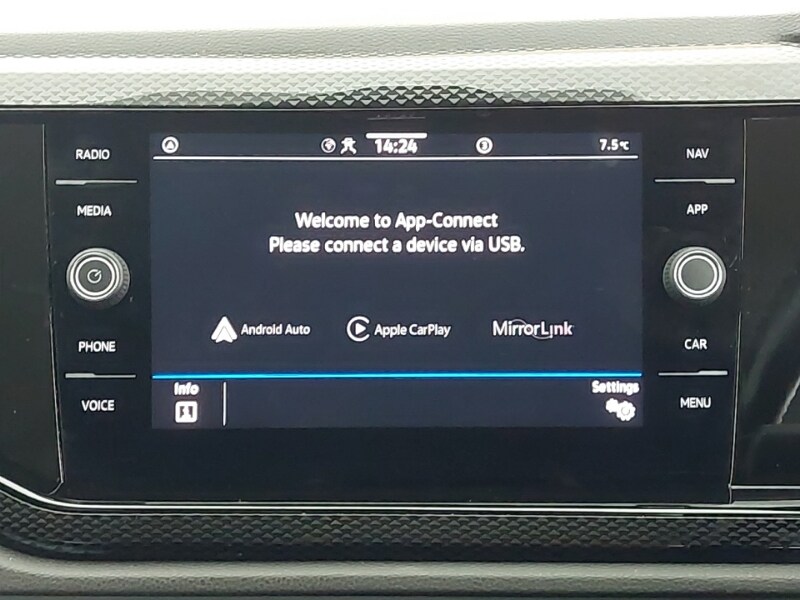 RADIO
MEDIA
PHONE
VOICE
14:24
7.5°C
Welcome to App-Connect
Please connect a device via USB.
Android Auto
Apple CarPlay
MirrorLink
Info
Settings
NAV
APP
CAR
MENU